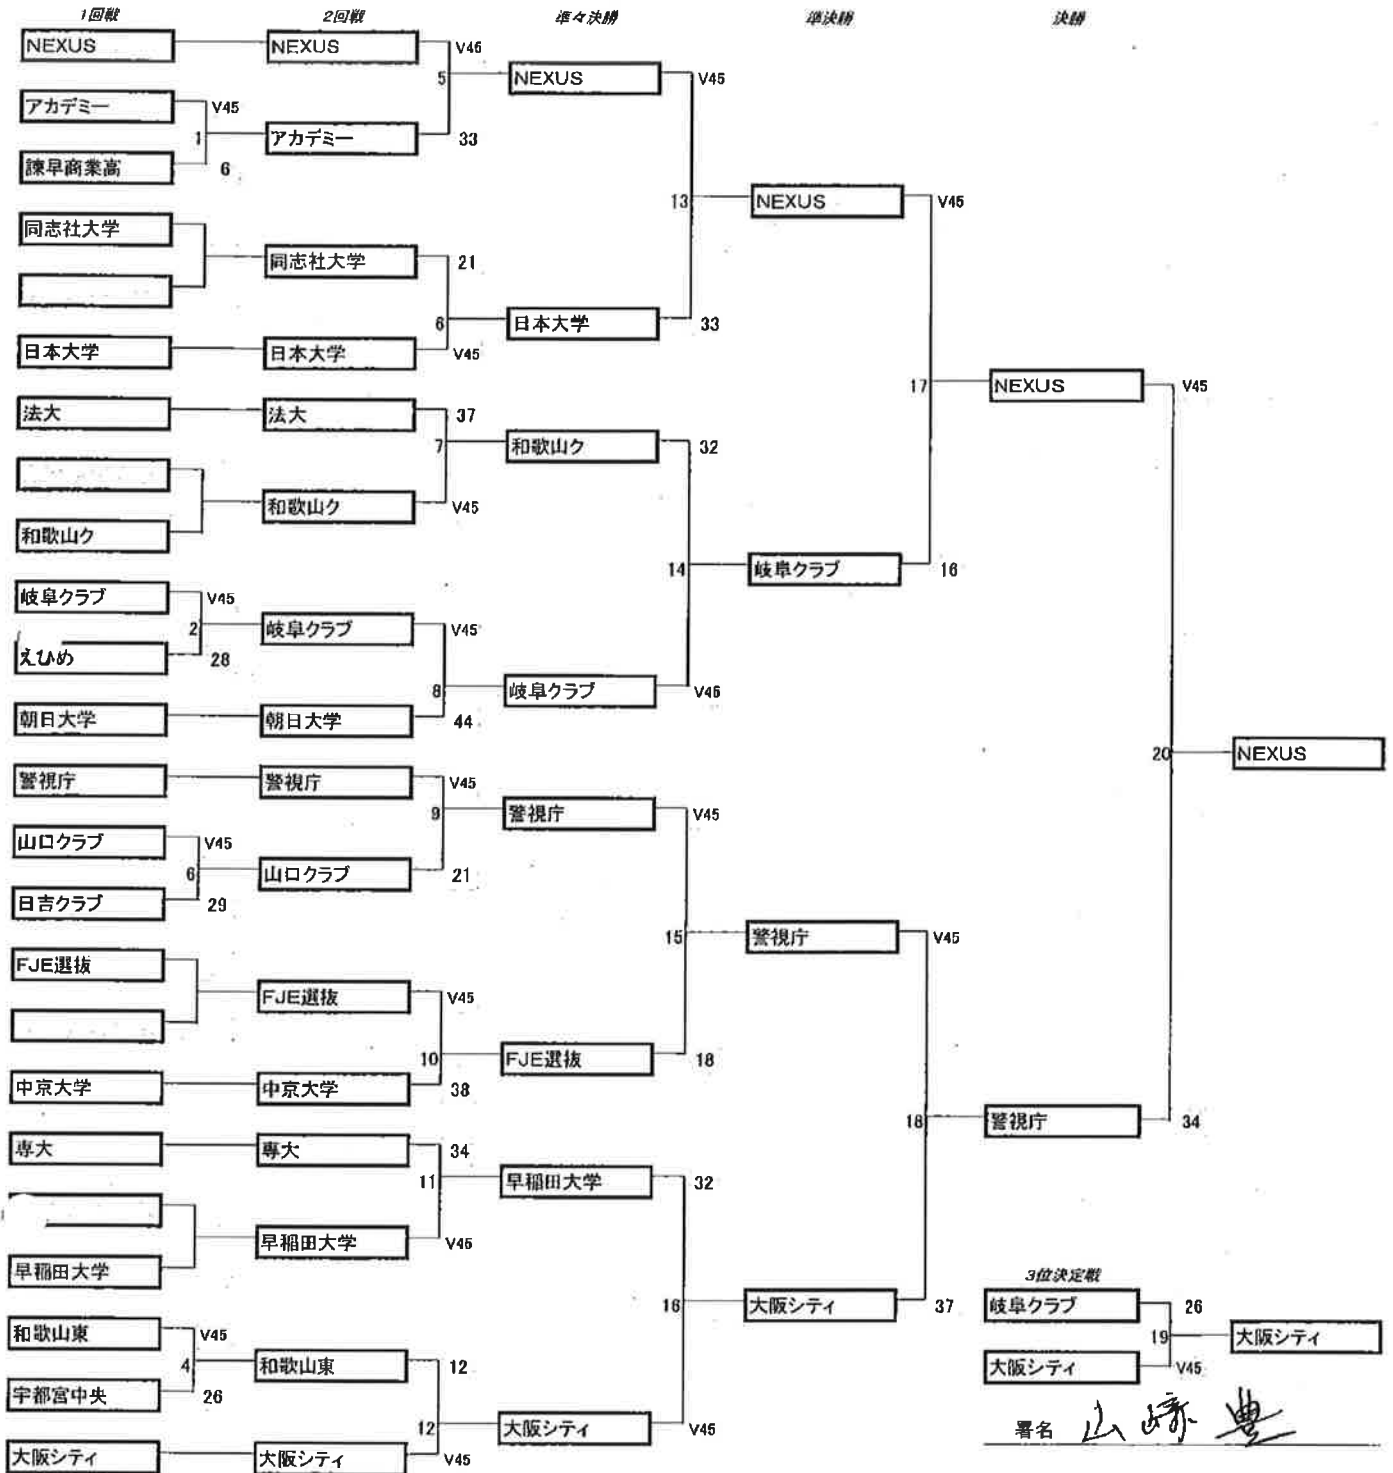 1回戦 2回戦 準々決勝 準決勝 決勝
NEXUS NEXUS V46
5 NEXUS V45
アカデミー V45
1 アカデミー 33
諫早商業高 6
13 NEXUS V45
同志社大学
同志社大学 21
6 日本大学 33
日本大学 日本大学 V45
17 NEXUS V45
法大 法大 37
7 和歌山ク 32
和歌山ク V45
和歌山ク
14 岐阜クラブ 16
岐阜クラブ V45
2 岐阜クラブ V45
えひめ 28
8 岐阜クラブ V46
朝日大学 朝日大学 44
20 NEXUS
警視庁 警視庁 V45
9 警視庁 V45
山口クラブ V45
6 山口クラブ 21
日吉クラブ 29
15 警視庁 V45
FJE選抜
FJE選抜 V45
10 FJE選抜 18
中京大学 中京大学 38
18 警視庁 34
専大 専大 34
11 早稲田大学 32
早稲田大学 V46
早稲田大学
16 大阪シティ 37
3位決定戦
岐阜クラブ 26
19 大阪シティ
大阪シティ V45
和歌山東 V45
4 和歌山東 12
宇都宮中央 26
12 大阪シティ V45
大阪シティ 大阪シティ V45
署名 山崎 豊